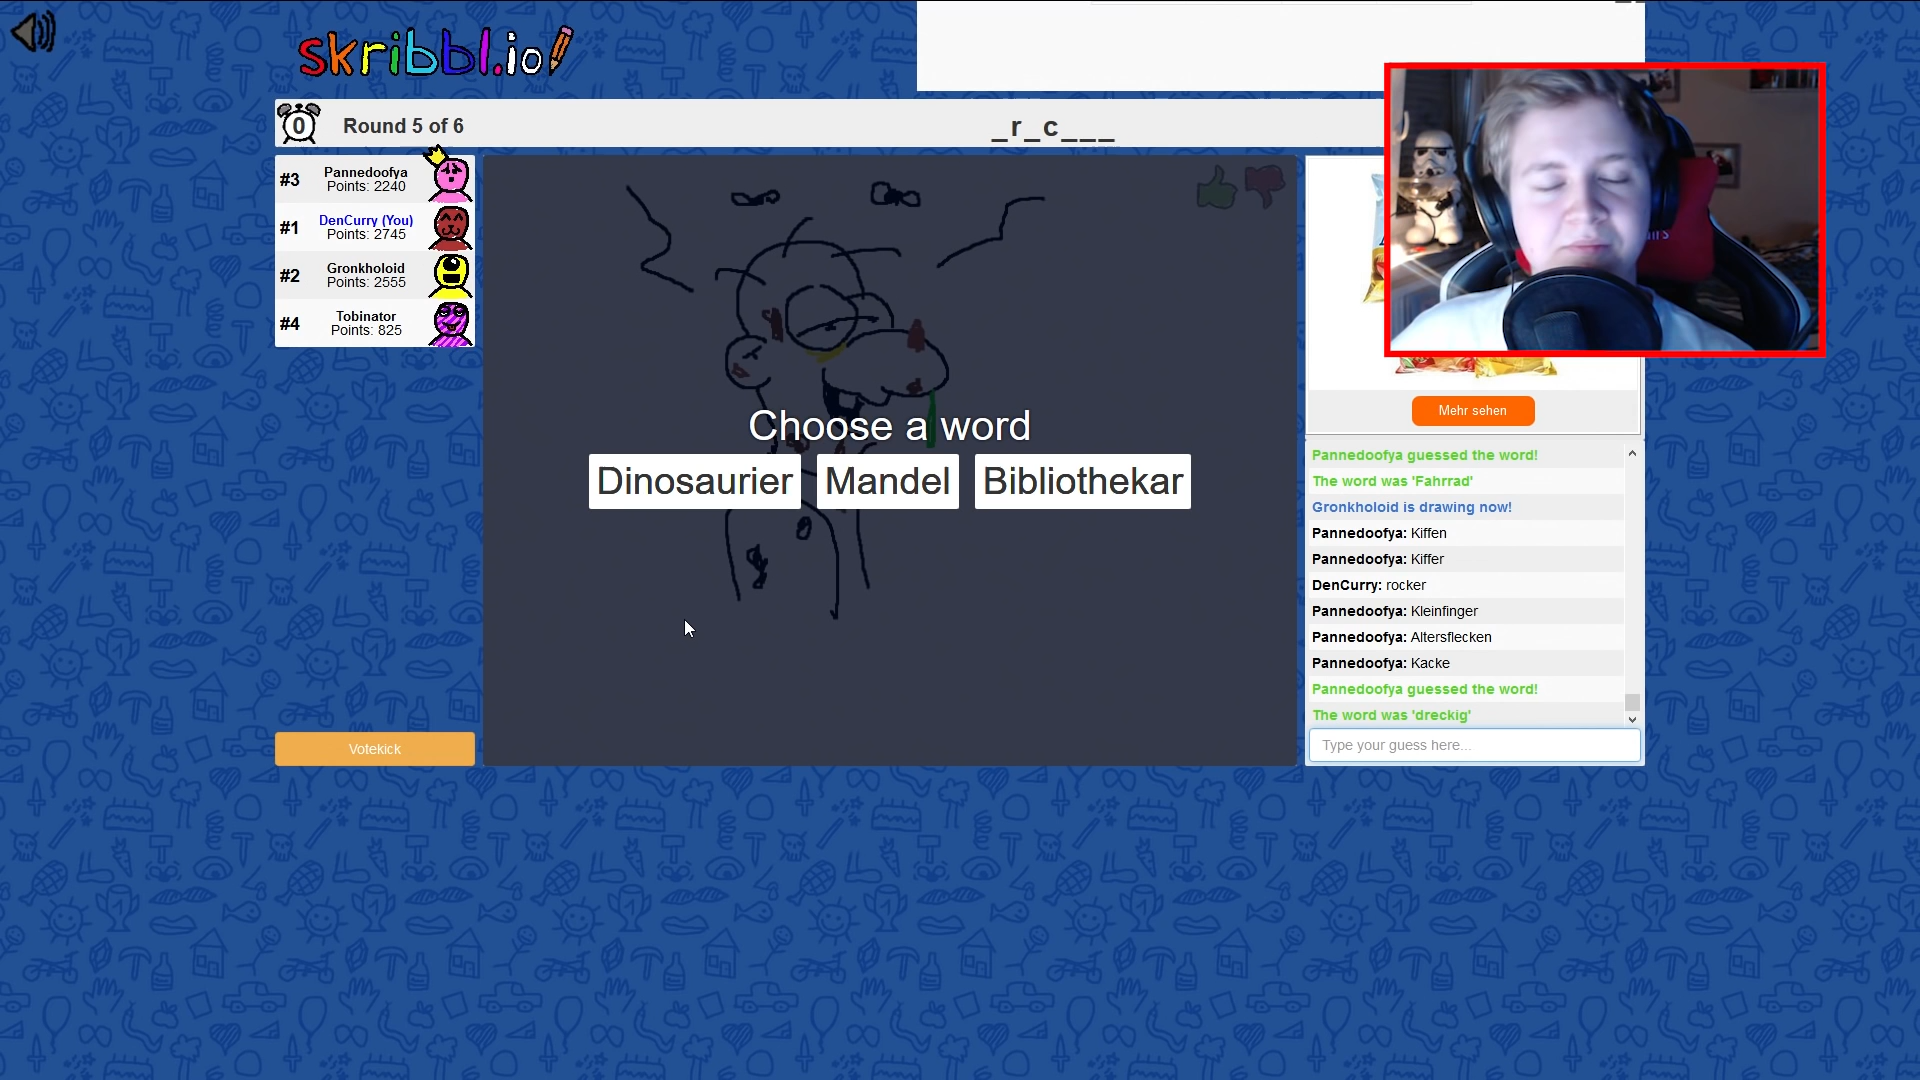 skribbl.io
0
Round 5 of 6
_r_c___
#3
Pannedoofya
Points: 2240
#1
DenCurry (You)
Points: 2745
#2
Gronkholoid
Points: 2555
#4
Tobinator
Points: 825
Votekick
Choose a word
Dinosaurier
Mandel
Bibliothekar
Mehr sehen
Pannedoofya guessed the word!
The word was 'Fahrrad'
Gronkholoid is drawing now!
Pannedoofya: Kiffen
Pannedoofya: Kiffer
DenCurry: rocker
Pannedoofya: Kleinfinger
Pannedoofya: Altersflecken
Pannedoofya: Kacke
Pannedoofya guessed the word!
The word was 'dreckig'
Type your guess here...